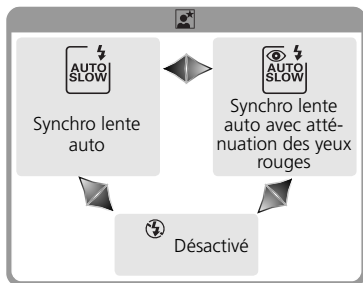 AUTO
SLOW
Synchro lente
auto
AUTO
SLOW
Synchro lente
auto avec atté-
nuation des yeux
rouges
Désactivé